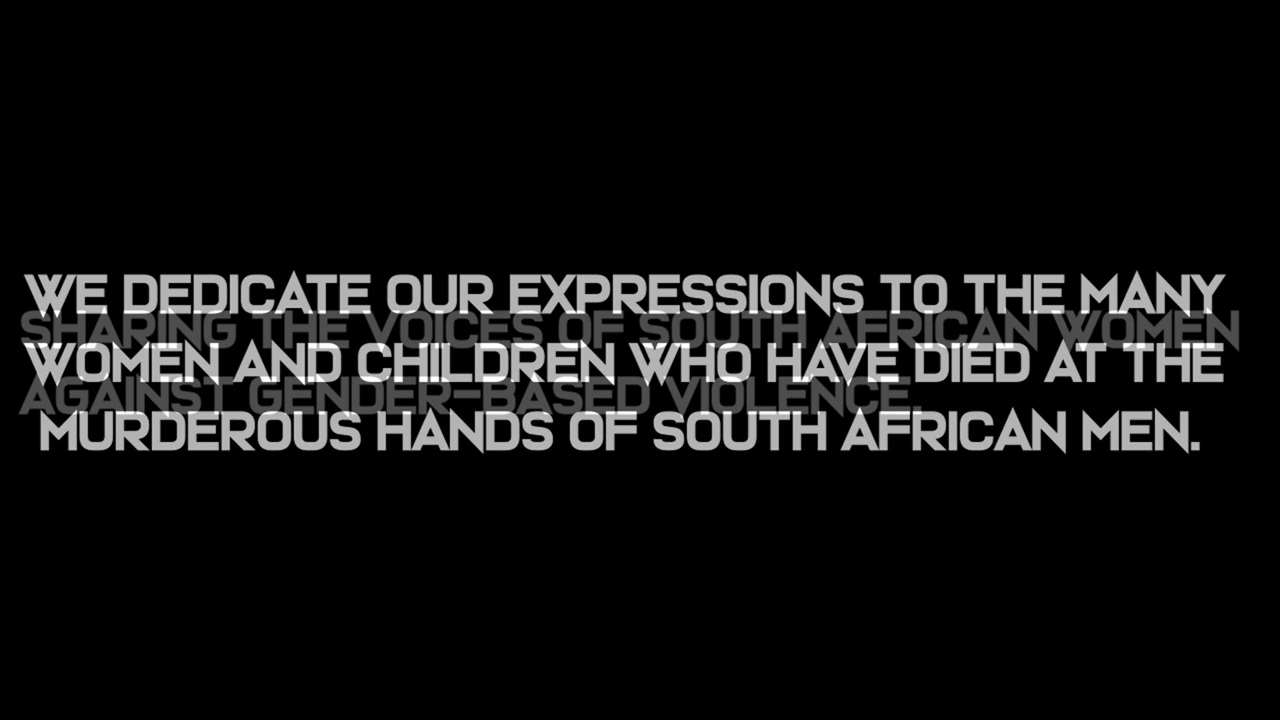 WE DEDICATE OUR EXPRESSIONS TO THE MANY
SHARING THE VOICES OF SOUTH AFRICAN WOMEN
WOMEN AND CHILDREN WHO HAVE DIED AT THE
AGAINST GENDER-BASED VIOLENCE.
MURDEROUS HANDS OF SOUTH AFRICAN MEN.